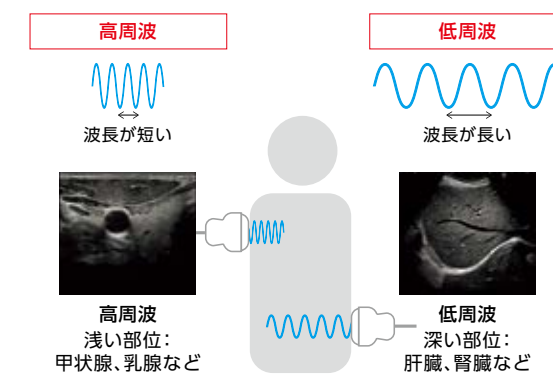 高周波
低周波
波長が短い
波長が長い
高周波
浅い部位：
甲状腺、乳腺など
低周波
深い部位：
肝臓、腎臓など